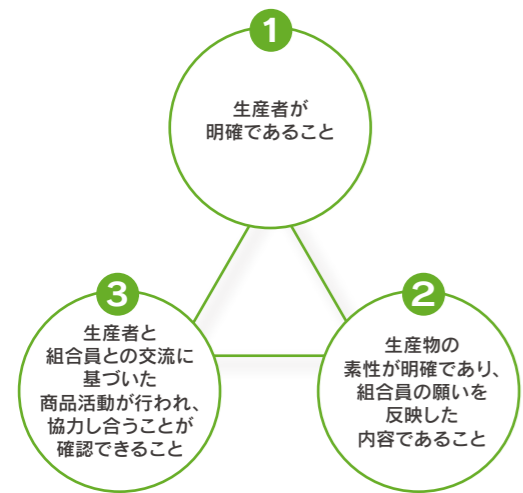 1
生産者が
明確であること
2
生産物の
素性が明確であり、
組合員の願いを
反映した
内容であること
3
生産者と
組合員との交流に
基づいた
商品活動が行われ、
協力し合うことが
確認できること